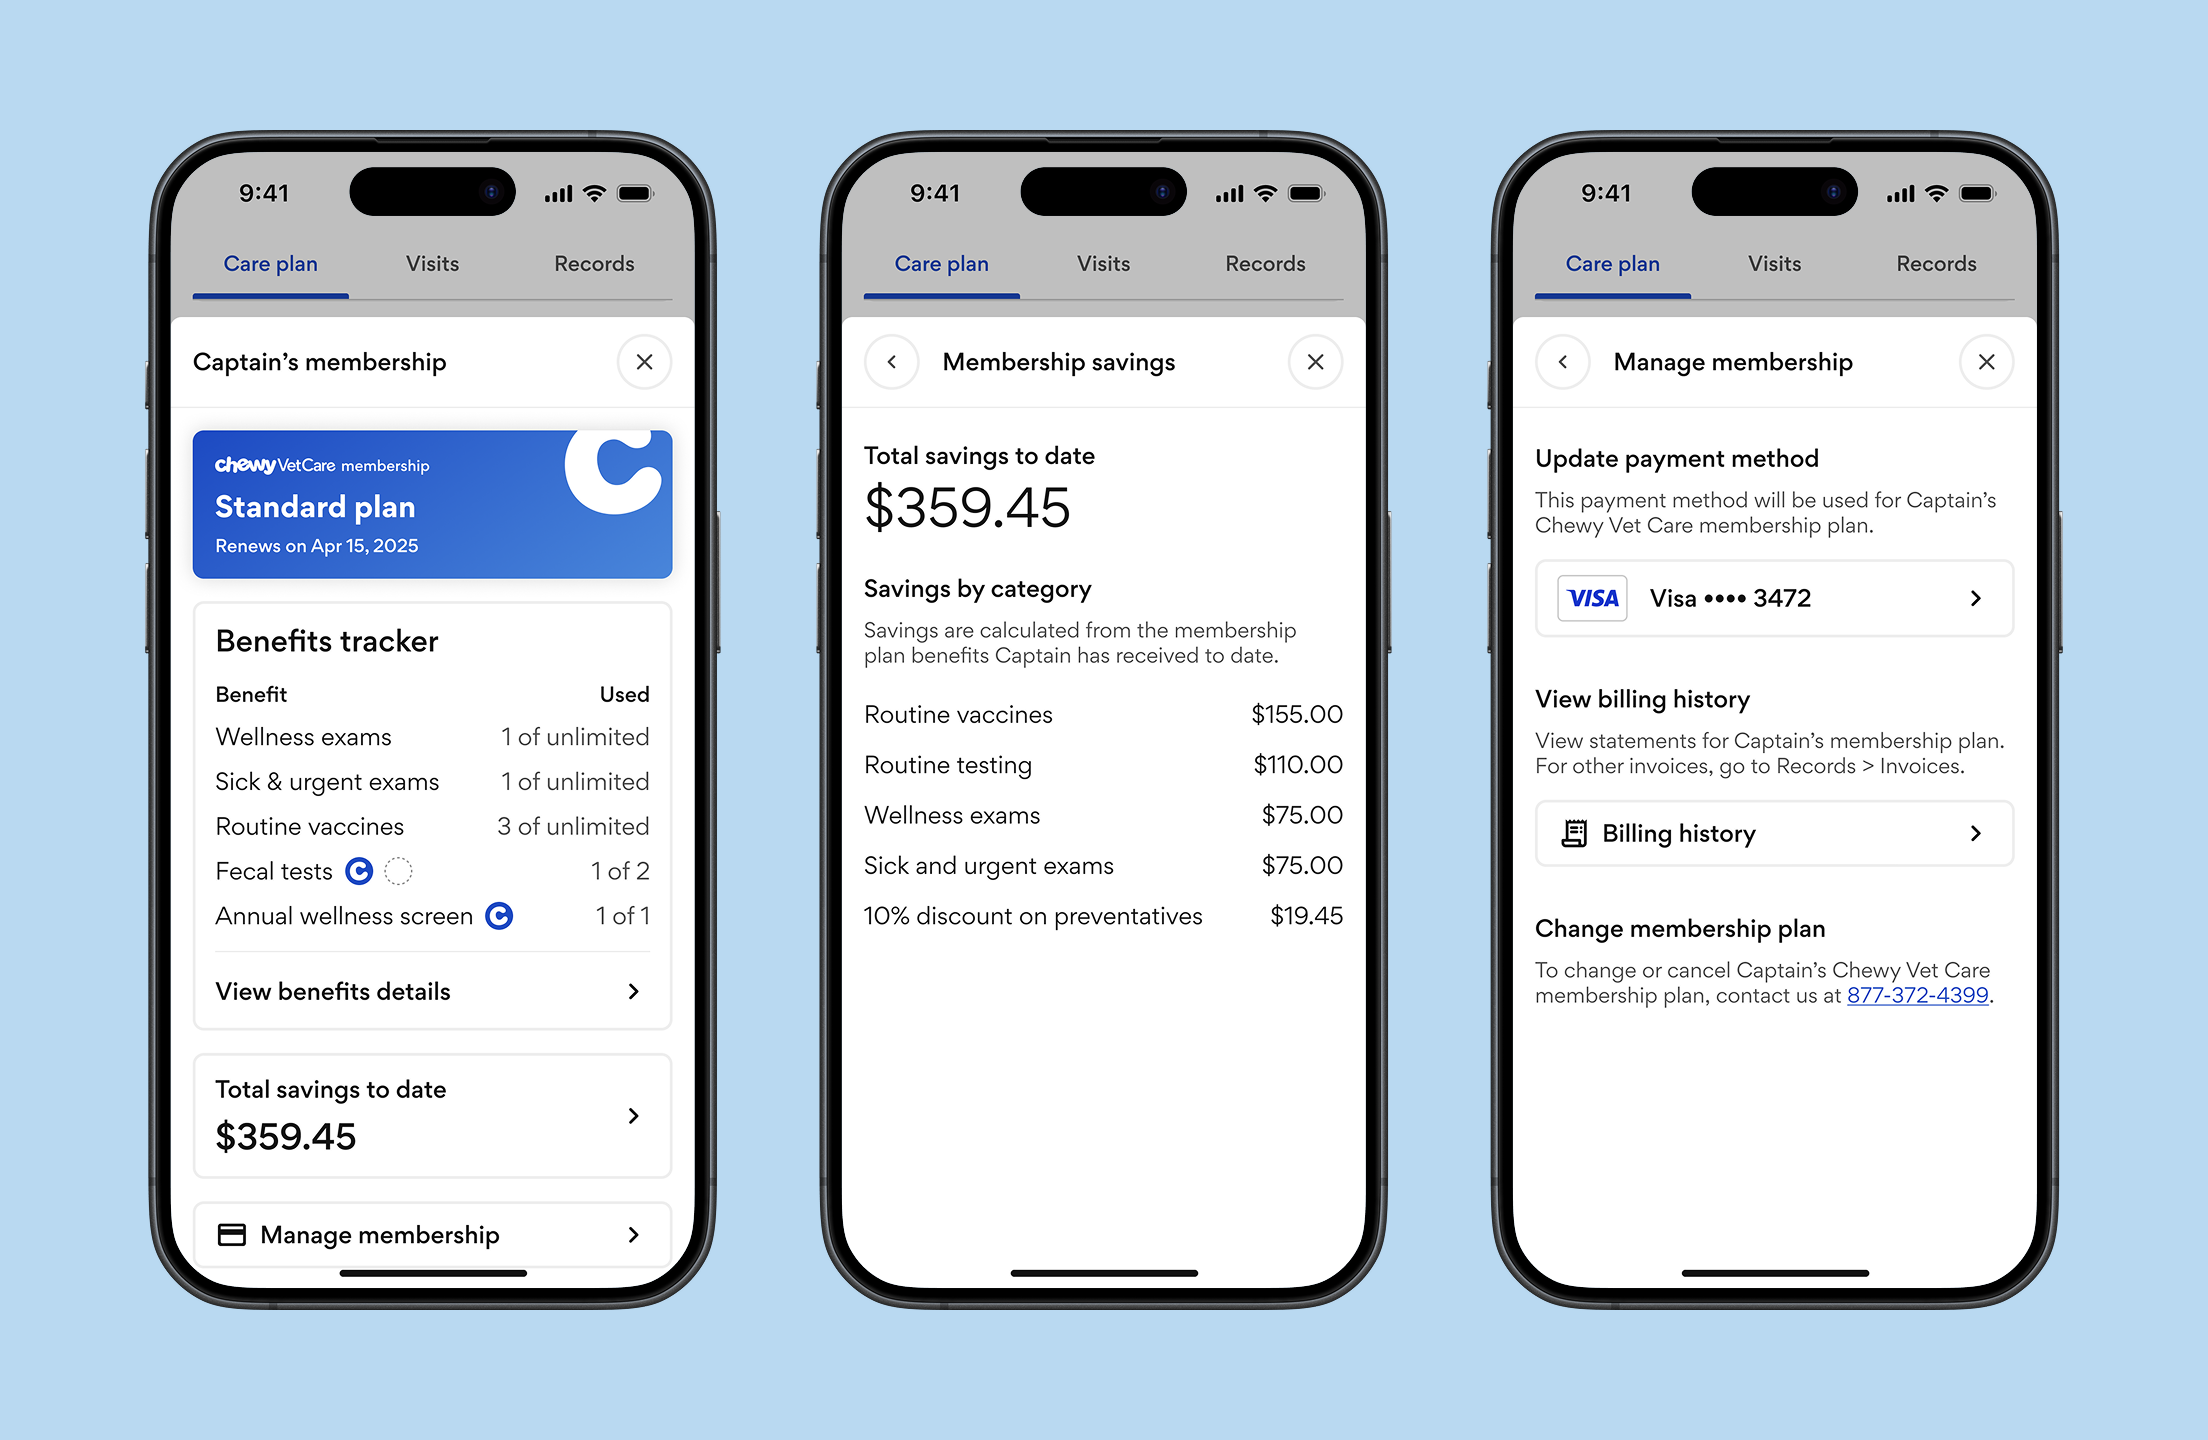 9:41
Care plan Visits Records
Captain’s membership
chewy VetCare membership
Standard plan
Renews on Apr 15, 2025
Benefits tracker
Benefit Used
Wellness exams 1 of unlimited
Sick & urgent exams 1 of unlimited
Routine vaccines 3 of unlimited
Fecal tests 1 of 2
Annual wellness screen 1 of 1
View benefits details
Total savings to date
$359.45
Manage membership
9:41
Care plan Visits Records
Membership savings
Total savings to date
$359.45
Savings by category
Savings are calculated from the membership
plan benefits Captain has received to date.
Routine vaccines $155.00
Routine testing $110.00
Wellness exams $75.00
Sick and urgent exams $75.00
10% discount on preventatives $19.45
9:41
Care plan Visits Records
Manage membership
Update payment method
This payment method will be used for Captain’s
Chewy Vet Care membership plan.
VISA Visa •••• 3472
View billing history
View statements for Captain’s membership plan.
For other invoices, go to Records > Invoices.
Billing history
Change membership plan
To change or cancel Captain’s Chewy Vet Care
membership plan, contact us at 877-372-4399.